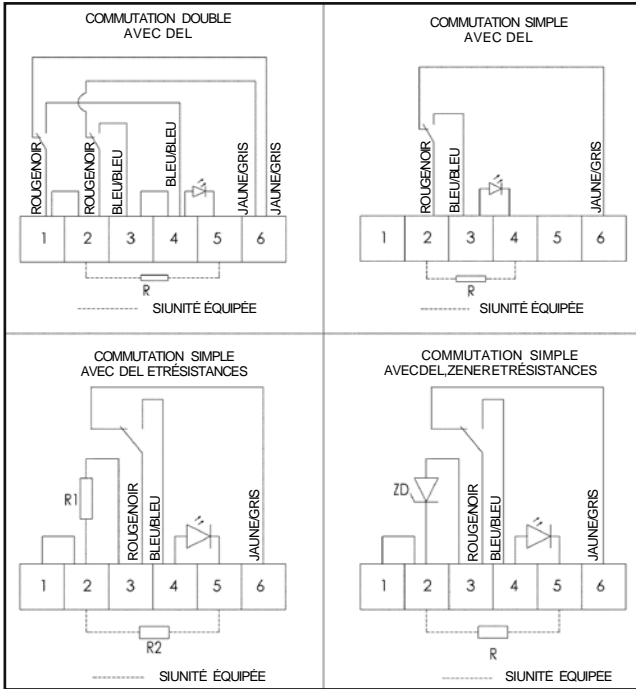 COMMUTATION DOUBLE
AVEC DEL
ROUGE/NOIR
ROUGE/NOIR
BLEU/BLEU
BLEU/BLEU
JAUNE/GRIS
JAUNE/GRIS
1 2 3 4 5 6
R
SIUNITÉ ÉQUIPÉE
COMMUTATION SIMPLE
AVEC DEL
ROUGE/NOIR
BLEU/BLEU
JAUNE/GRIS
1 2 3 4 5 6
R
SIUNITÉ ÉQUIPÉE
COMMUTATION SIMPLE
AVEC DEL ETRÉSISTANCES
R1
ROUGE/NOIR
BLEU/BLEU
JAUNE/GRIS
1 2 3 4 5 6
R2
SIUNITÉ ÉQUIPÉE
COMMUTATION SIMPLE
AVECDEL,ZENERETRÉSISTANCES
ZD
ROUGE/NOIR
BLEU/BLEU
JAUNE/GRIS
1 2 3 4 5 6
R
SIUNITÉ EQUIPÉE